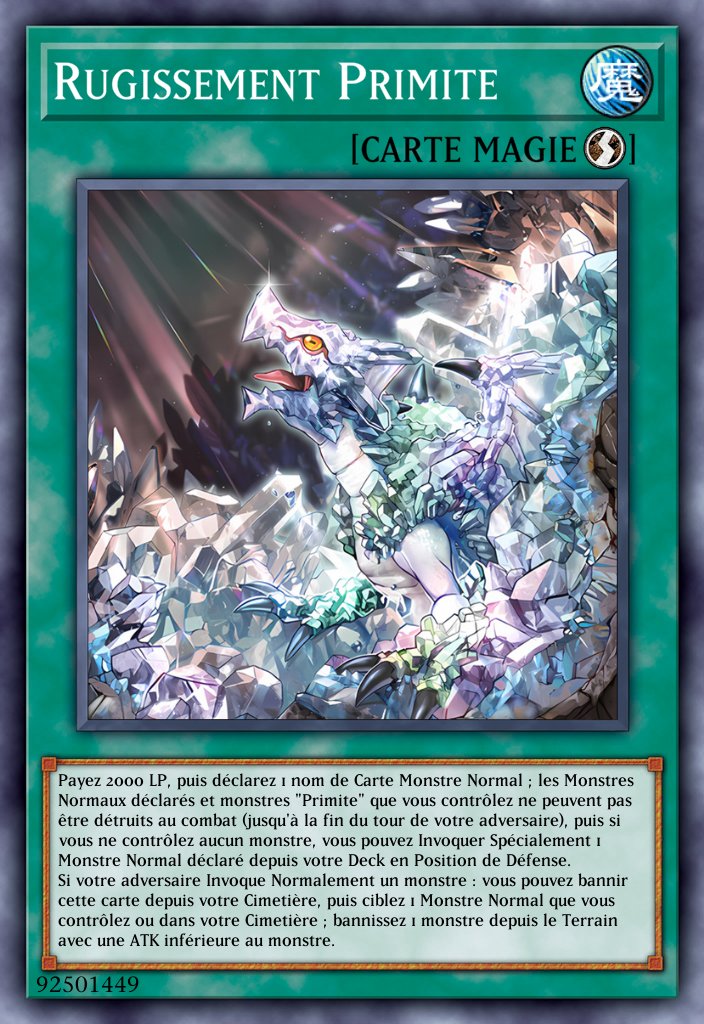 Rugissement Primite
魔
[CARTE MAGIE]
Payez 2000 LP, puis déclarez 1 nom de Carte Monstre Normal ; les Monstres
Normaux déclarés et monstres "Primite" que vous contrôlez ne peuvent pas
être détruits au combat (jusqu'à la fin du tour de votre adversaire), puis si
vous ne contrôlez aucun monstre, vous pouvez Invoquer Spécialement 1
Monstre Normal déclaré depuis votre Deck en Position de Défense.
Si votre adversaire Invoque Normalement un monstre : vous pouvez bannir
cette carte depuis votre Cimetière, puis ciblez 1 Monstre Normal que vous
contrôlez ou dans votre Cimetière ; bannissez 1 monstre depuis le Terrain
avec une ATK inférieure au monstre.
92501449